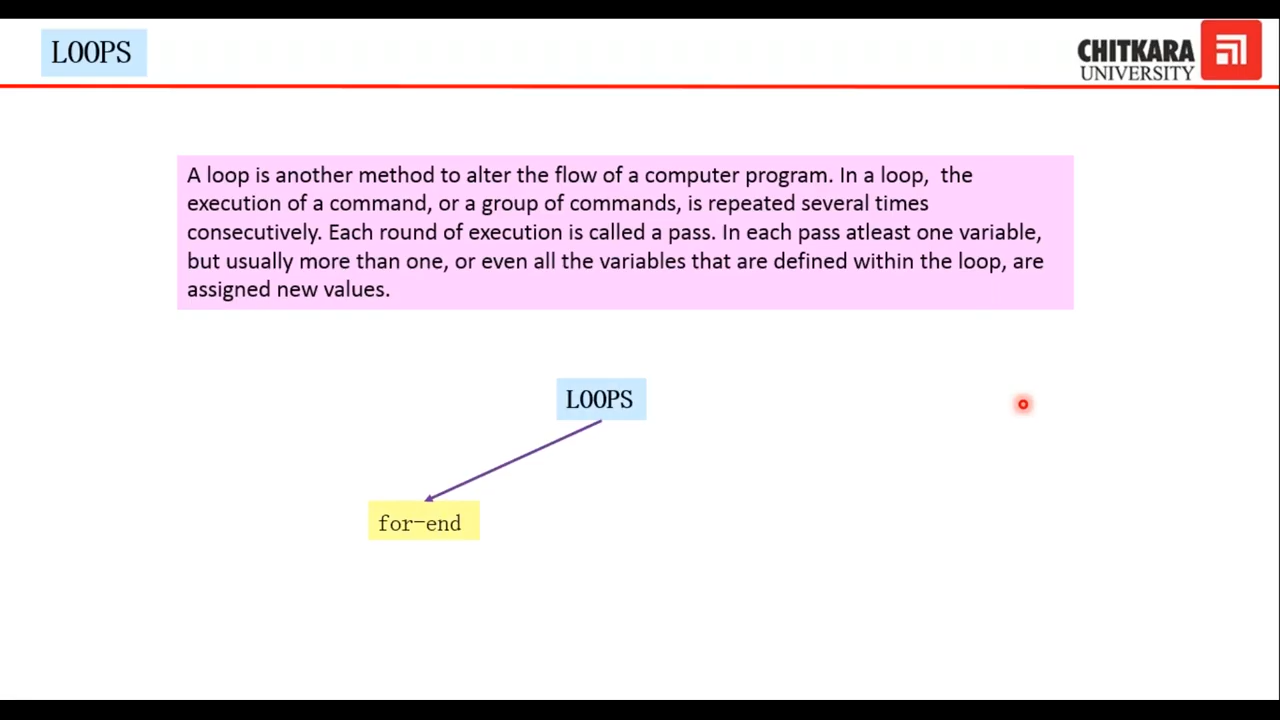 LOOPS
CHITKARA
UNIVERSITY
A loop is another method to alter the flow of a computer program. In a loop, the
execution of a command, or a group of commands, is repeated several times
consecutively. Each round of execution is called a pass. In each pass atleast one variable,
but usually more than one, or even all the variables that are defined within the loop, are
assigned new values.
LOOPS
for-end